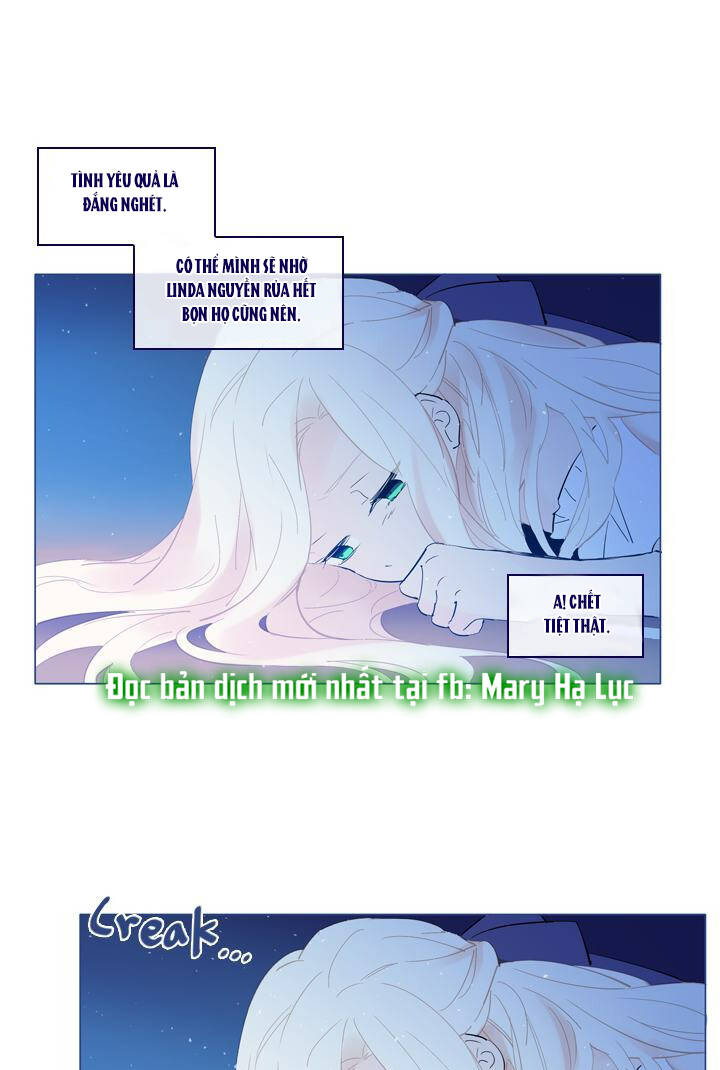 TÌNH YÊU QUẢ LÀ
ĐẮNG NGHÉT.
CÓ THỂ MÌNH SẼ NHỜ
LINDA NGUYỀN RỦA HẾT
BỌN HỌ CŨNG NÊN.
A! CHẾT
TIỆT THẬT.
Đọc bản dịch mới nhất tại fb: Mary Hạ Lục
Creak...